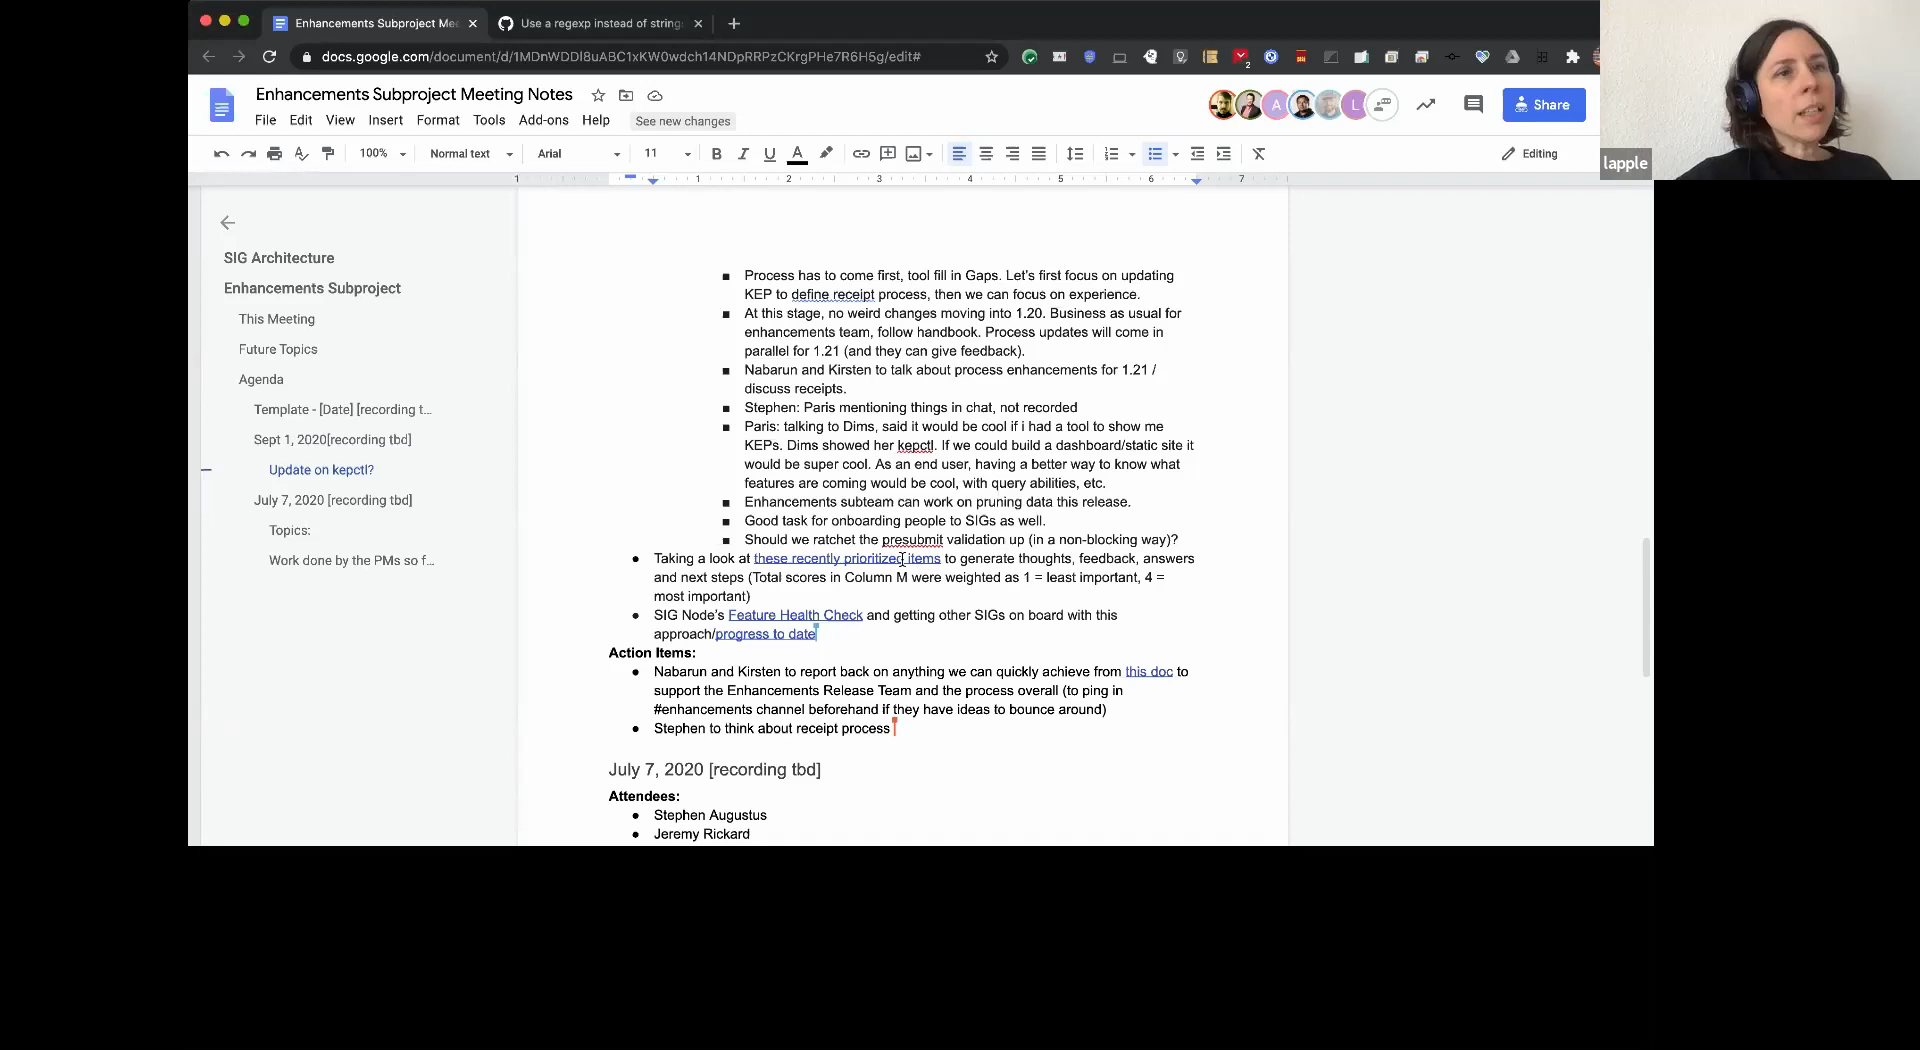 Enhancements Subproject Mee
Use a regexp instead of string
docs.google.com/document/d/1MDnWDDl8uABC1xKW0wdch14NDpRRPzCKrgPHe7R6H5g/edit#
2
Enhancements Subproject Meeting Notes
File Edit View Insert Format Tools Add-ons Help See new changes
A L
Share
100% Normal text Arial 11 B I U A
Editing
lapple
1 1 2 3 4 5 6 7
SIG Architecture
Enhancements Subproject
This Meeting
Future Topics
Agenda
Template - [Date] [recording t...
Sept 1, 2020[recording tbd]
Update on kepctl?
July 7, 2020 [recording tbd]
Topics:
Work done by the PMs so f...
■ Process has to come first, tool fill in Gaps. Let's first focus on updating
KEP to define receipt process, then we can focus on experience.
■ At this stage, no weird changes moving into 1.20. Business as usual for
enhancements team, follow handbook. Process updates will come in
parallel for 1.21 (and they can give feedback).
■ Nabarun and Kirsten to talk about process enhancements for 1.21 /
discuss receipts.
■ Stephen: Paris mentioning things in chat, not recorded
■ Paris: talking to Dims, said it would be cool if i had a tool to show me
KEPs. Dims showed her kepctl. If we could build a dashboard/static site it
would be super cool. As an end user, having a better way to know what
features are coming would be cool, with query abilities, etc.
■ Enhancements subteam can work on pruning data this release.
■ Good task for onboarding people to SIGs as well.
■ Should we ratchet the presubmit validation up (in a non-blocking way)?
● Taking a look at these recently prioritized items to generate thoughts, feedback, answers
and next steps (Total scores in Column M were weighted as 1 = least important, 4 =
most important)
● SIG Node's Feature Health Check and getting other SIGs on board with this
approach/progress to date
Action Items:
● Nabarun and Kirsten to report back on anything we can quickly achieve from this doc to
support the Enhancements Release Team and the process overall (to ping in
#enhancements channel beforehand if they have ideas to bounce around)
● Stephen to think about receipt process
July 7, 2020 [recording tbd]
Attendees:
● Stephen Augustus
● Jeremy Rickard